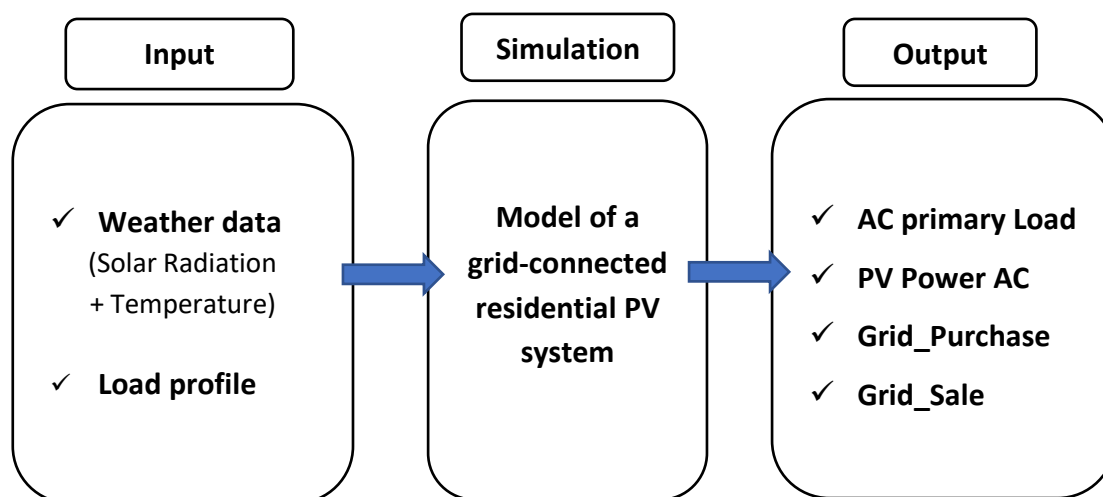 Input
✓ Weather data
(Solar Radiation
+ Temperature)
✓ Load profile
Simulation
Model of a
grid-connected
residential PV
system
Output
✓ AC primary Load
✓ PV Power AC
✓ Grid_Purchase
✓ Grid_Sale